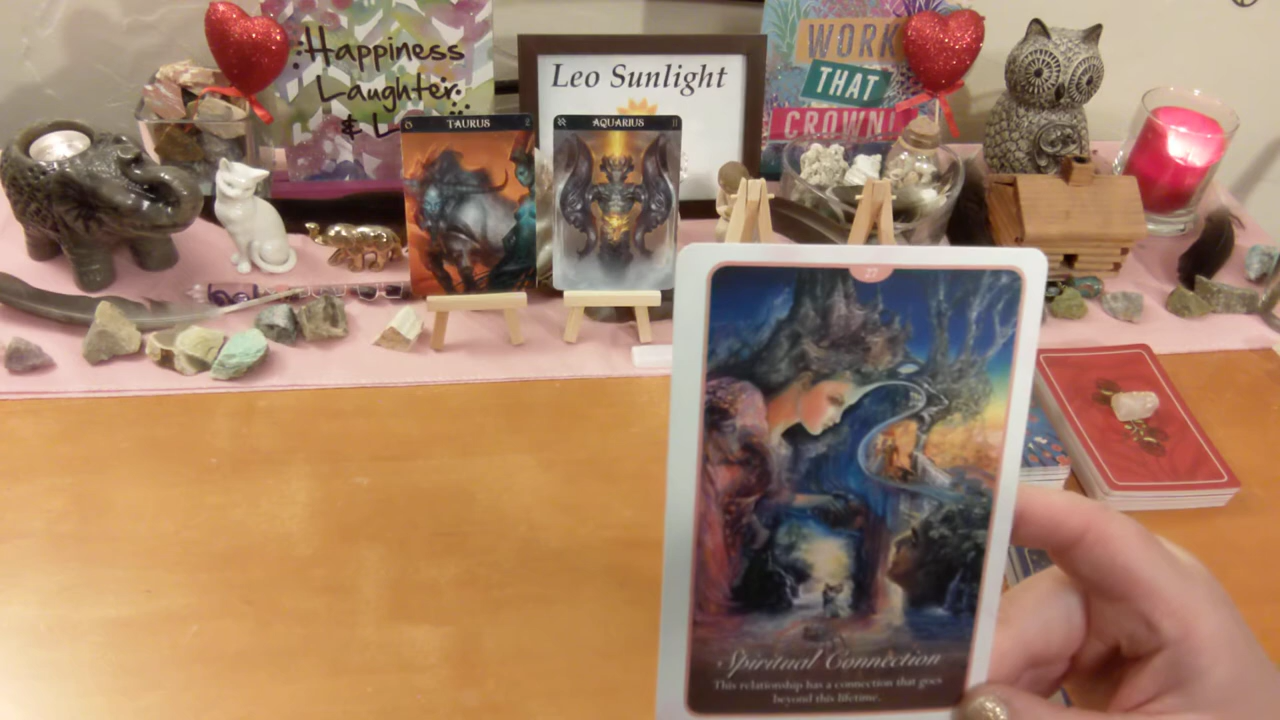 Happiness
Laughter
& L
Leo Sunlight
WORK
THAT
CROWN!
TAURUS
AQUARIUS
27
Spiritual Connection
This relationship has a connection that goes
beyond this lifetime.